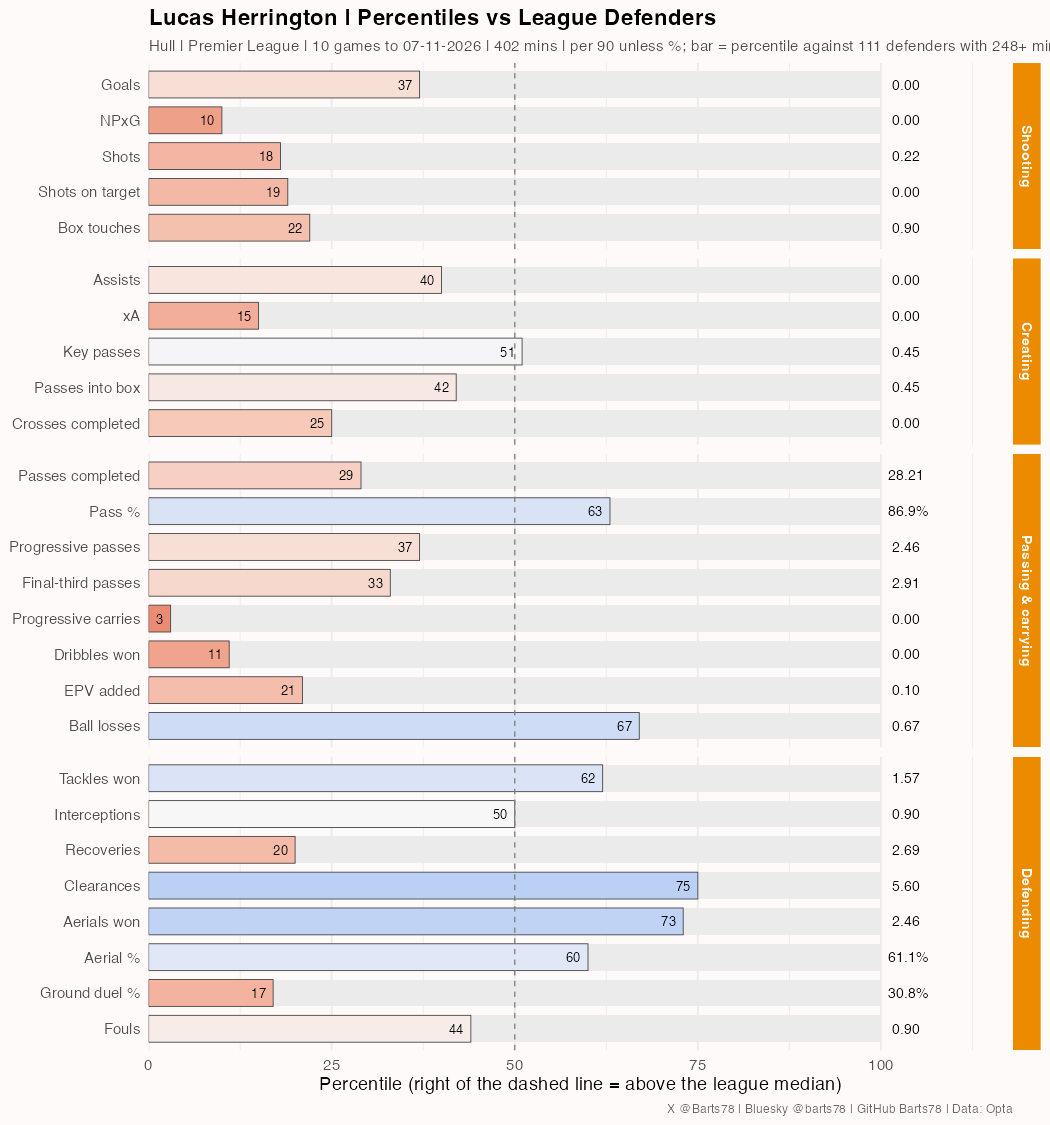 Lucas Herrington | Percentiles vs League Defenders
Hull | Premier League | 10 games to 07-11-2026 | 402 mins | per 90 unless %; bar = percentile against 111 defenders with 248+
Goals 37 0.00
NPxG 10 0.00
Shots 18 0.22
Shots on target 19 0.00
Box touches 22 0.90
Shooting
Assists 40 0.00
xA 15 0.00
Key passes 51 0.45
Passes into box 42 0.45
Crosses completed 25 0.00
Creating
Passes completed 29 28.21
Pass % 63 86.9%
Progressive passes 37 2.46
Final-third passes 33 2.91
Progressive carries 3 0.00
Dribbles won 11 0.00
EPV added 21 0.10
Ball losses 67 0.67
Passing & carrying
Tackles won 62 1.57
Interceptions 50 0.90
Recoveries 20 2.69
Clearances 75 5.60
Aerials won 73 2.46
Aerial % 60 61.1%
Ground duel % 17 30.8%
Fouls 44 0.90
Defending
0 25 50 75 100
Percentile (right of the dashed line = above the league median)
X @Barts78 | Bluesky @barts78 | GitHub Barts78 | Data: Opta